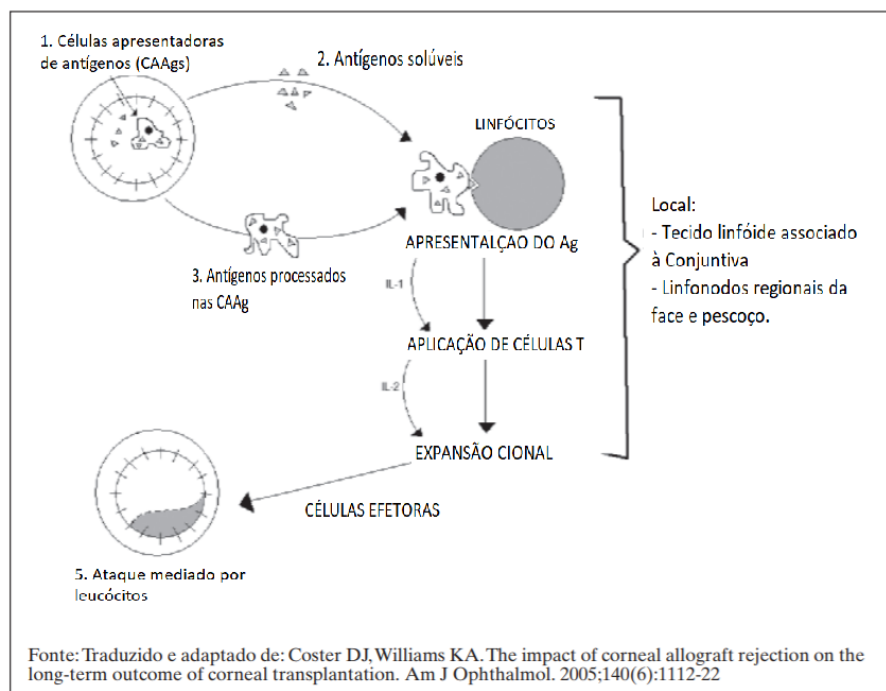 1. Células apresentadoras
de antígenos (CAAgs)
2. Antígenos solúveis
LINFÓCITOS
3. Antígenos processados
nas CAAg
APRESENTALÇAO DO Ag
IL-1
APLICAÇÃO DE CÉLULAS T
IL-2
EXPANSÃO CIONAL
CÉLULAS EFETORAS
5. Ataque mediado por
leucócitos
Local:
- Tecido linfóide associado
à Conjuntiva
- Linfonodos regionais da
face e pescoço.
Fonte: Traduzido e adaptado de: Coster DJ, Williams KA. The impact of corneal allograft rejection on the
long-term outcome of corneal transplantation. Am J Ophthalmol. 2005;140(6):1112-22